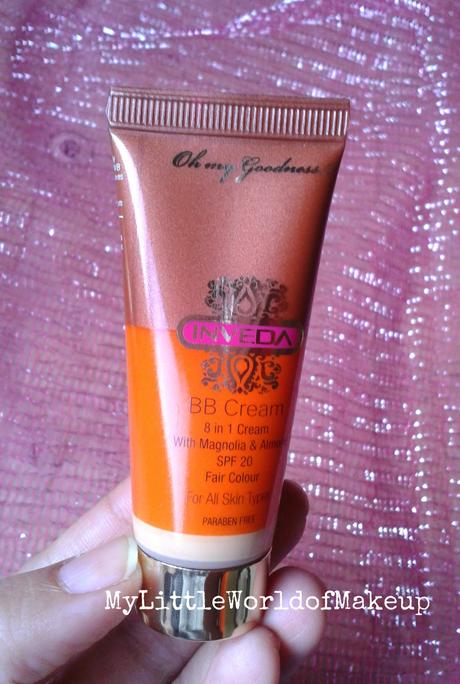 Oh my Goodness
INVEDA
BB Cream
8 in 1 Cream
With Magnolia &
SPF 20
Fair Colour
For All Skin Types
PARABEN FREE
MyLittleWorldofMakeup